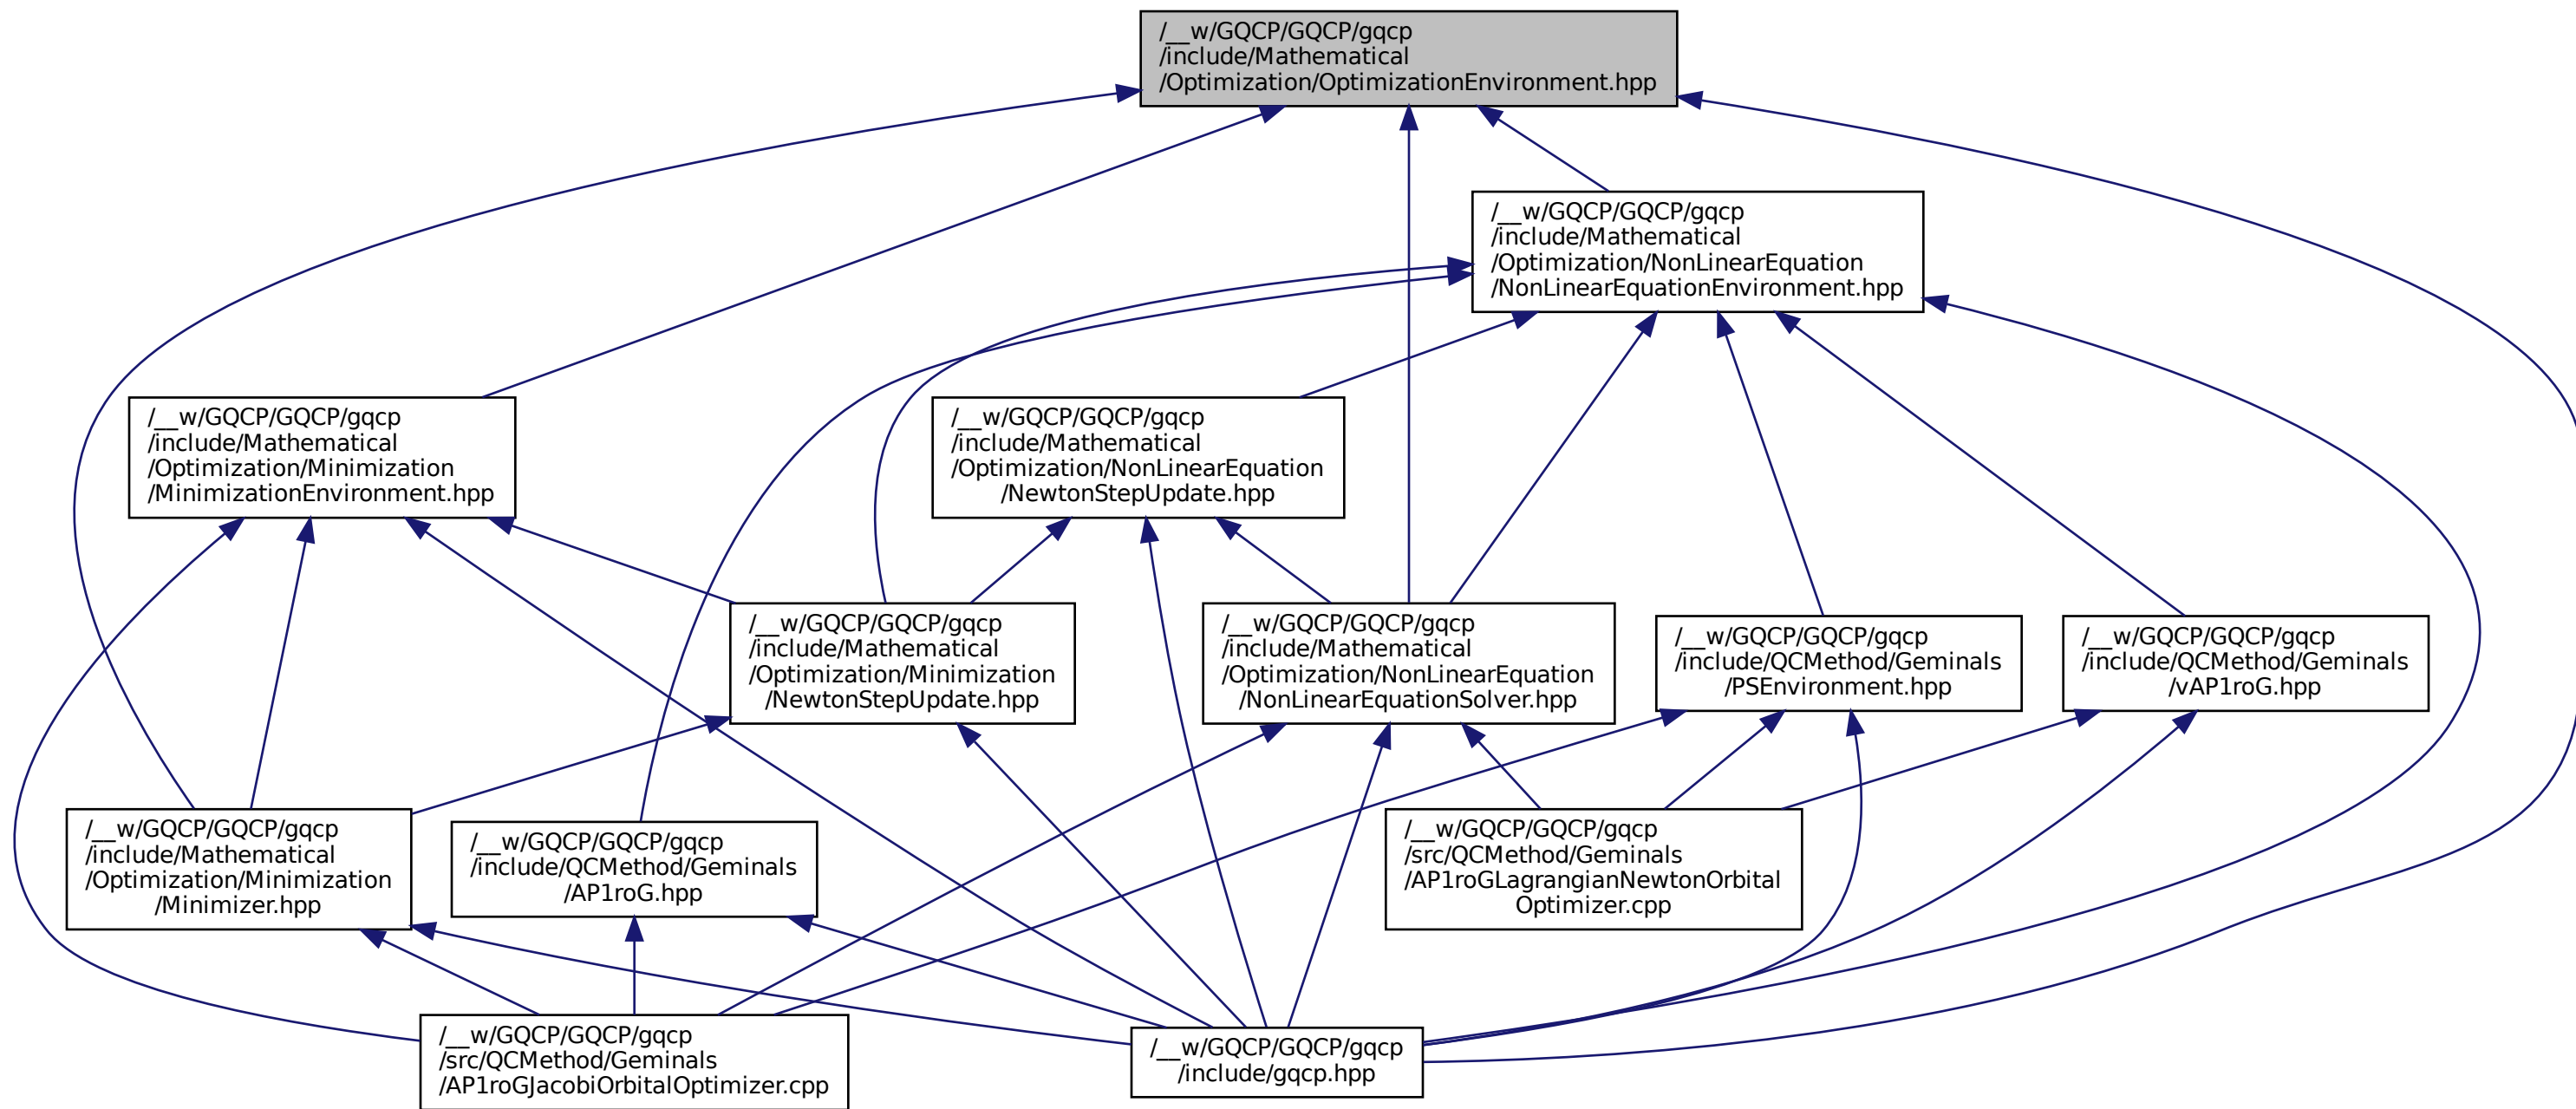 /__w/GQCP/GQCP/gqcp
/include/Mathematical
/Optimization/OptimizationEnvironment.hpp
/__w/GQCP/GQCP/gqcp
/include/Mathematical
/Optimization/NonLinearEquation
/NonLinearEquationEnvironment.hpp
/__w/GQCP/GQCP/gqcp
/include/Mathematical
/Optimization/Minimization
/MinimizationEnvironment.hpp
/__w/GQCP/GQCP/gqcp
/include/Mathematical
/Optimization/NonLinearEquation
/NewtonStepUpdate.hpp
/__w/GQCP/GQCP/gqcp
/include/Mathematical
/Optimization/Minimization
/NewtonStepUpdate.hpp
/__w/GQCP/GQCP/gqcp
/include/Mathematical
/Optimization/NonLinearEquation
/NonLinearEquationSolver.hpp
/__w/GQCP/GQCP/gqcp
/include/QCMethod/Geminals
/PSEnvironment.hpp
/__w/GQCP/GQCP/gqcp
/include/QCMethod/Geminals
/vAP1roG.hpp
/__w/GQCP/GQCP/gqcp
/include/Mathematical
/Optimization/Minimization
/Minimizer.hpp
/__w/GQCP/GQCP/gqcp
/include/QCMethod/Geminals
/AP1roG.hpp
/__w/GQCP/GQCP/gqcp
/src/QCMethod/Geminals
/AP1roGLagrangianNewtonOrbital
Optimizer.cpp
/__w/GQCP/GQCP/gqcp
/src/QCMethod/Geminals
/AP1roGJacobiOrbitalOptimizer.cpp
/__w/GQCP/GQCP/gqcp
/include/gqcp.hpp